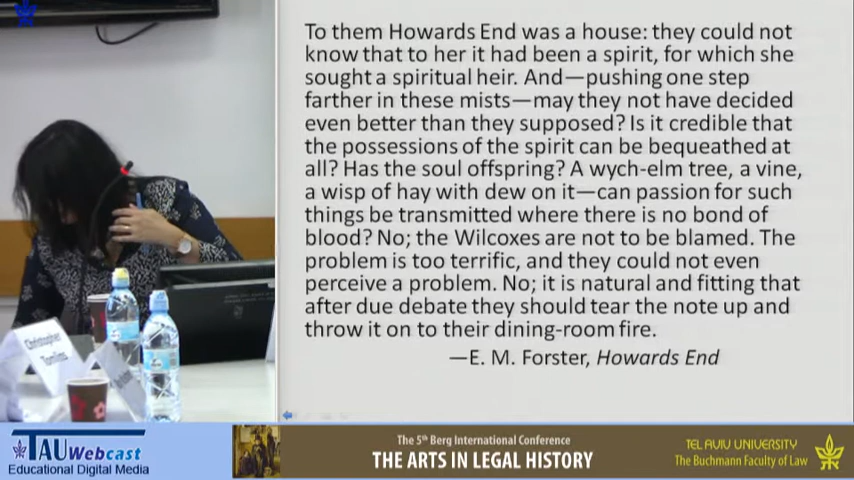 To them Howards End was a house: they could not
know that to her it had been a spirit, for which she
sought a spiritual heir. And—pushing one step
farther in these mists—may they not have decided
even better than they supposed? Is it credible that
the possessions of the spirit can be bequeathed at
all? Has the soul offspring? A wych-elm tree, a vine,
a wisp of hay with dew on it—can passion for such
things be transmitted where there is no bond of
blood? No; the Wilcoxes are not to be blamed. The
problem is too terrific, and they could not even
perceive a problem. No; it is natural and fitting that
after due debate they should tear the note up and
throw it on to their dining-room fire.
—E. M. Forster, Howards End
Christopher
Tomlins
TAU Webcast
Educational Digital Media
The 5th Berg International Conference
THE ARTS IN LEGAL HISTORY
TEL AVIV UNIVERSITY
The Buchmann Faculty of Law